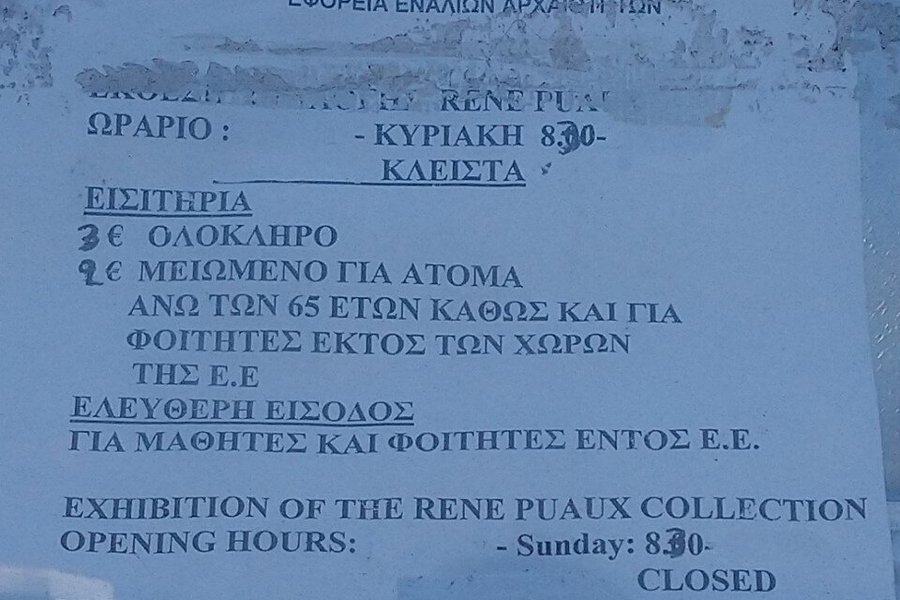 ΕΦΟΡΕΙΑ ΕΝΑΛΙΩΝ
RENE
ΩΡΑΡΙΟ : - ΚΥΡΙΑΚΗ 8.30-
ΚΛΕΙΣΤΑ
ΕΙΣΙΤΗΡΙΑ
3 € ΟΛΟΚΛΗΡΟ
2 € ΜΕΙΩΜΕΝΟ ΓΙΑ ΑΤΟΜΑ
ΑΝΩ ΤΩΝ 65 ΕΤΩΝ ΚΑΘΩΣ ΚΑΙ ΓΙΑ
ΦΟΙΤΗΤΕΣ ΕΚΤΟΣ ΤΩΝ ΧΩΡΩΝ
ΤΗΣ Ε.Ε
ΕΛΕΥΘΕΡΗ ΕΙΣΟΔΟΣ
ΓΙΑ ΜΑΘΗΤΕΣ ΚΑΙ ΦΟΙΤΗΤΕΣ ΕΝΤΟΣ Ε.Ε.
EXHIBITION OF THE RENE PUAUX COLLECTION
OPENING HOURS: - Sunday: 8.30-
CLOSED